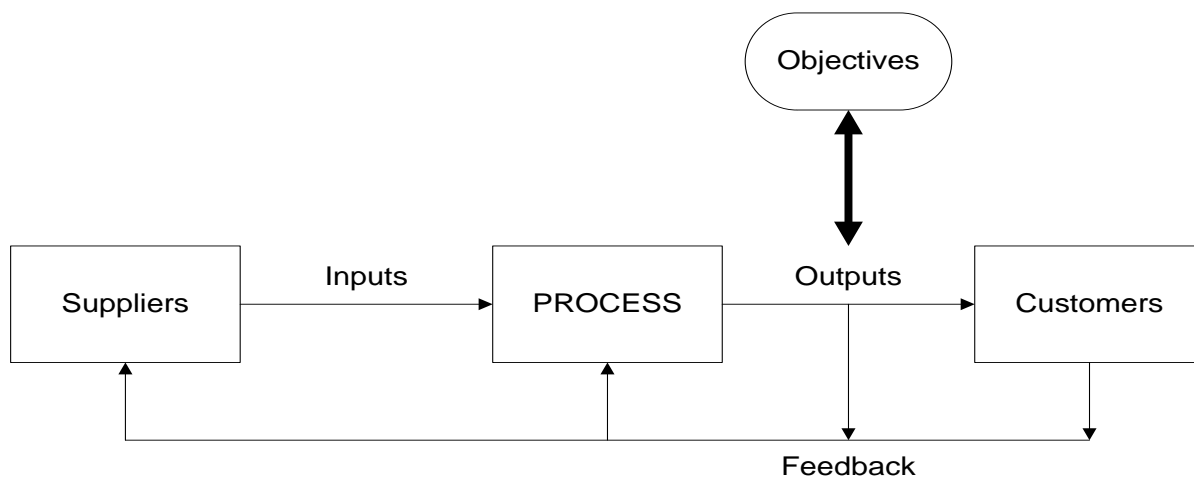 Objectives
Inputs
Outputs
Suppliers
PROCESS
Customers
Feedback